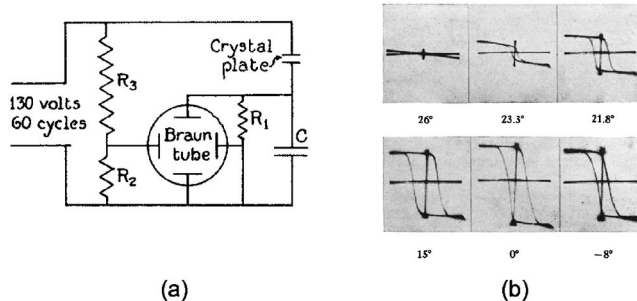 Crystal
plate
R3
130 volts
60 cycles
Braun
tube
R1
C
R2
26°
23.3°
21.8°
15°
0°
−8°
(a)
(b)